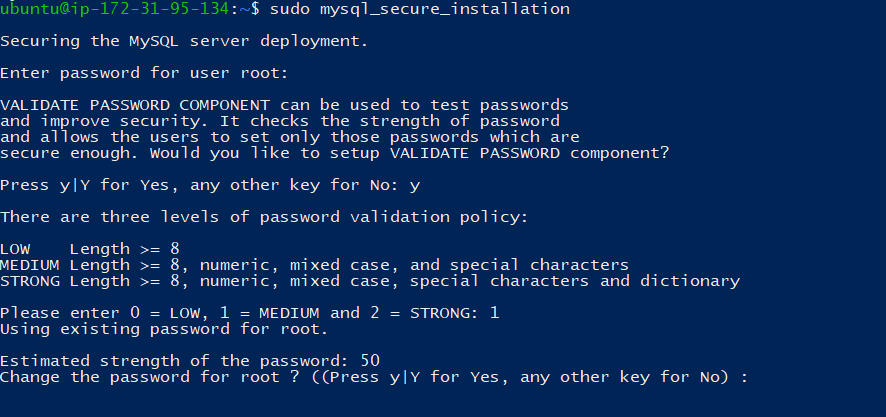 ubuntu@ip-172-31-95-134:~$ sudo mysql_secure_installation
Securing the MySQL server deployment.
Enter password for user root:
VALIDATE PASSWORD COMPONENT can be used to test passwords
and improve security. It checks the strength of password
and allows the users to set only those passwords which are
secure enough. Would you like to setup VALIDATE PASSWORD component?
Press y|Y for Yes, any other key for No: y
There are three levels of password validation policy:
LOW    Length >= 8
MEDIUM Length >= 8, numeric, mixed case, and special characters
STRONG Length >= 8, numeric, mixed case, special characters and dictionary
Please enter 0 = LOW, 1 = MEDIUM and 2 = STRONG: 1
Using existing password for root.
Estimated strength of the password: 50
Change the password for root ? ((Press y|Y for Yes, any other key for No) :